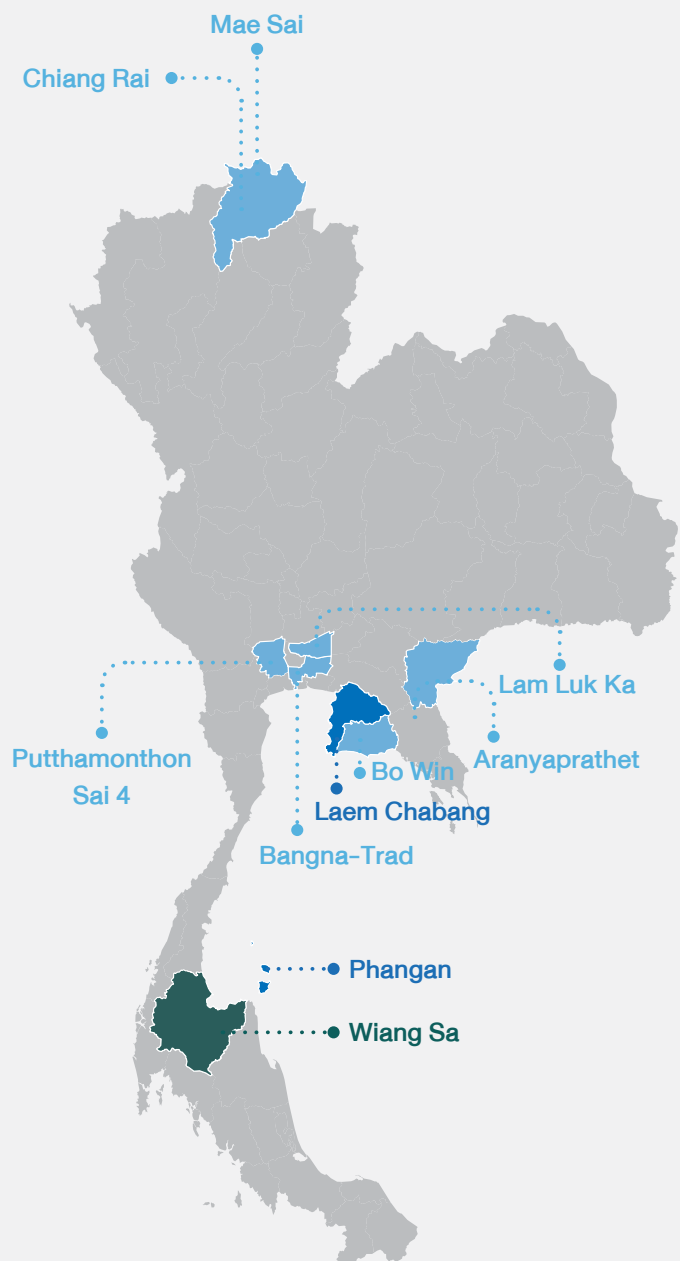 Mae Sai
Chiang Rai
Lam Luk Ka
Putthamonthon
Sai 4
Aranyaprathet
Bo Win
Laem Chabang
Bangna-Trad
Phangan
Wiang Sa